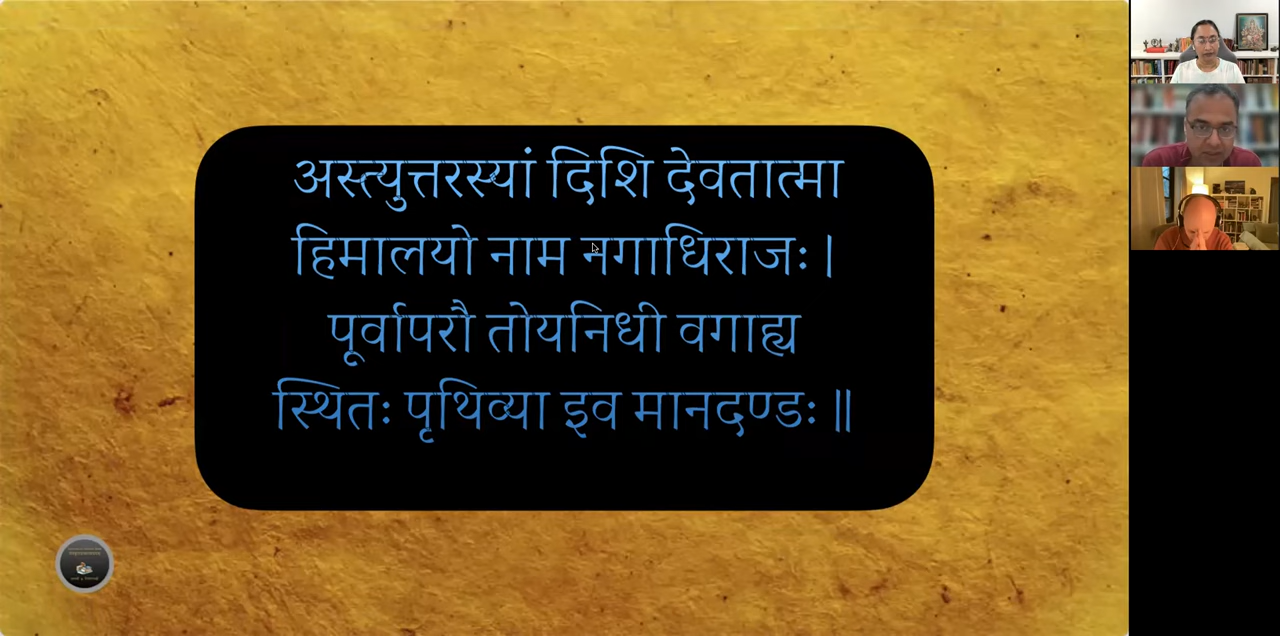 अस्त्युत्तरस्यां दिशि देवतात्मा
हिमालयो नाम नगाधिराजः।
पूर्वापरौ तोयनिधी वगाह्य
स्थितः पृथिव्या इव मानदण्डः॥